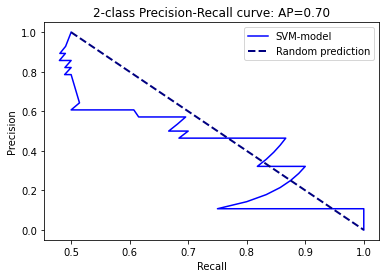 2-class Precision-Recall curve: AP=0.70
SVM-model
Random prediction
Precision
1.0
0.8
0.6
0.4
0.2
0.0
0.5
0.6
0.7
0.8
0.9
1.0
Recall